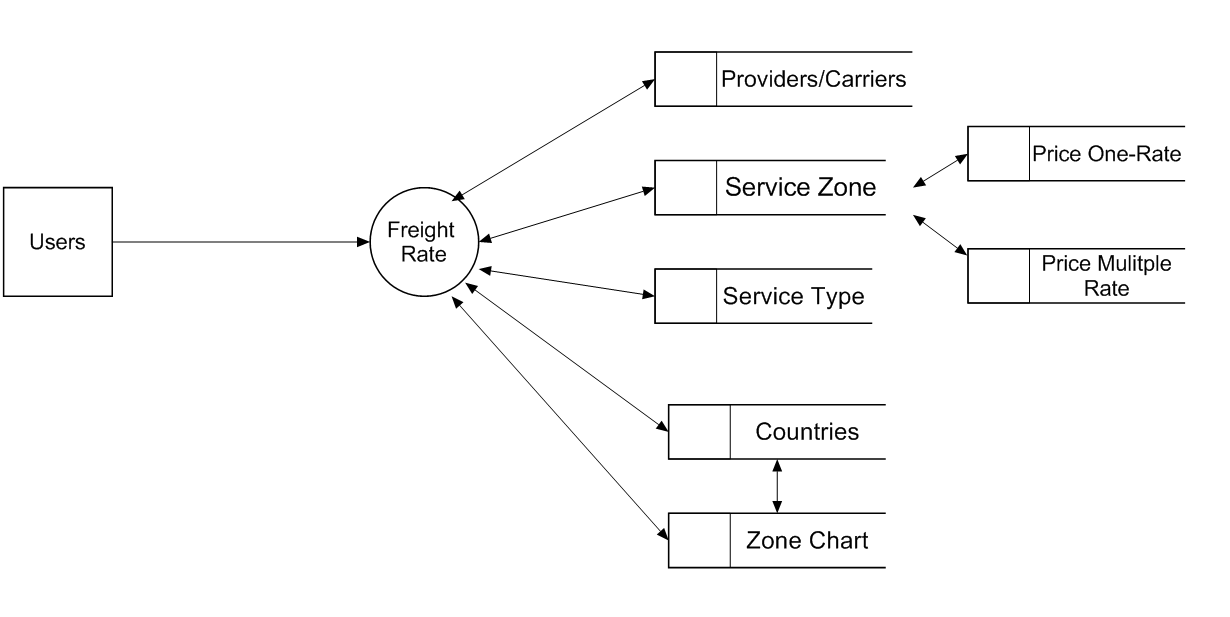 Providers/Carriers
Price One-Rate
Service Zone
Users
Freight
Rate
Price Mulitple
Rate
Service Type
Countries
Zone Chart